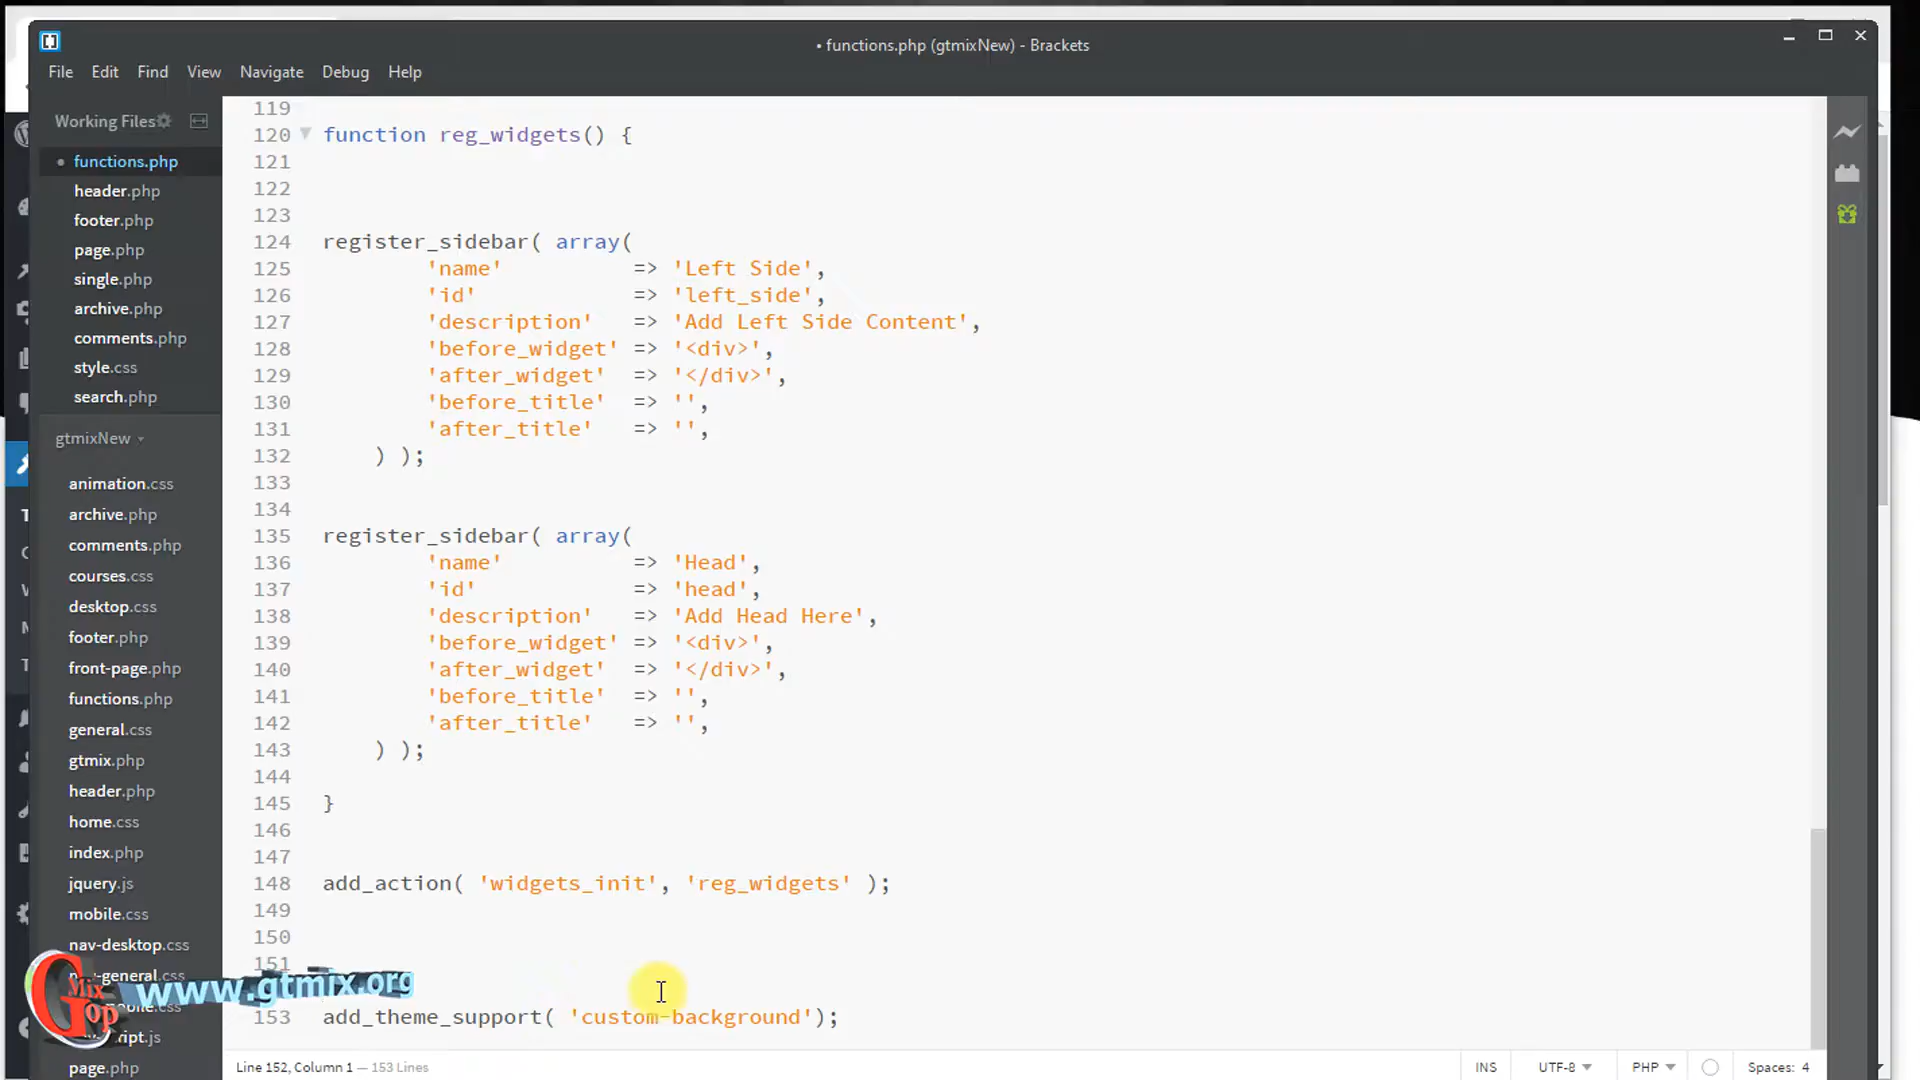 • functions.php (gtmixNew) - Brackets
File Edit Find View Navigate Debug Help
Working Files
functions.php
header.php
footer.php
page.php
single.php
archive.php
comments.php
style.css
search.php
gtmixNew
animation.css
archive.php
comments.php
courses.css
desktop.css
footer.php
front-page.php
functions.php
general.css
gtmix.php
header.php
home.css
index.php
jquery.js
mobile.css
nav-desktop.css
page.php
119
120 function reg_widgets() {
121
122
123
124 register_sidebar( array(
125 'name' => 'Left Side',
126 'id' => 'left_side',
127 'description' => 'Add Left Side Content',
128 'before_widget' => '<div>',
129 'after_widget' => '</div>',
130 'before_title' => '',
131 'after_title' => '',
132 ) );
133
134
135 register_sidebar( array(
136 'name' => 'Head',
137 'id' => 'head',
138 'description' => 'Add Head Here',
139 'before_widget' => '<div>',
140 'after_widget' => '</div>',
141 'before_title' => '',
142 'after_title' => '',
143 ) );
144
145 }
146
147
148 add_action( 'widgets_init', 'reg_widgets' );
149
150
151
153 add_theme_support( 'custom-background');
G Mix Gop
www.gtmix.org
Line 152, Column 1 — 153 Lines
INS UTF-8 PHP Spaces: 4